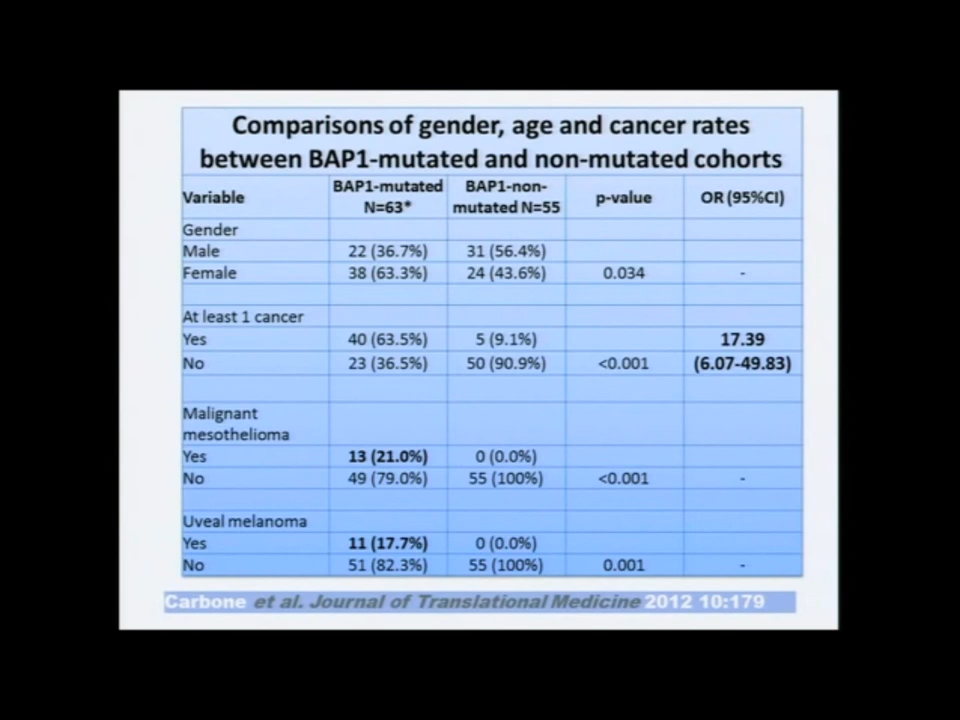 Comparisons of gender, age and cancer rates
between BAP1-mutated and non-mutated cohorts
Variable BAP1-mutated N=63* BAP1-non-mutated N=55 p-value OR (95%CI)
Gender
Male 22 (36.7%) 31 (56.4%)
Female 38 (63.3%) 24 (43.6%) 0.034 -
At least 1 cancer
Yes 40 (63.5%) 5 (9.1%) 17.39
No 23 (36.5%) 50 (90.9%) <0.001 (6.07-49.83)
Malignant
mesothelioma
Yes 13 (21.0%) 0 (0.0%)
No 49 (79.0%) 55 (100%) <0.001 -
Uveal melanoma
Yes 11 (17.7%) 0 (0.0%)
No 51 (82.3%) 55 (100%) 0.001 -
Carbone et al. Journal of Translational Medicine 2012 10:179